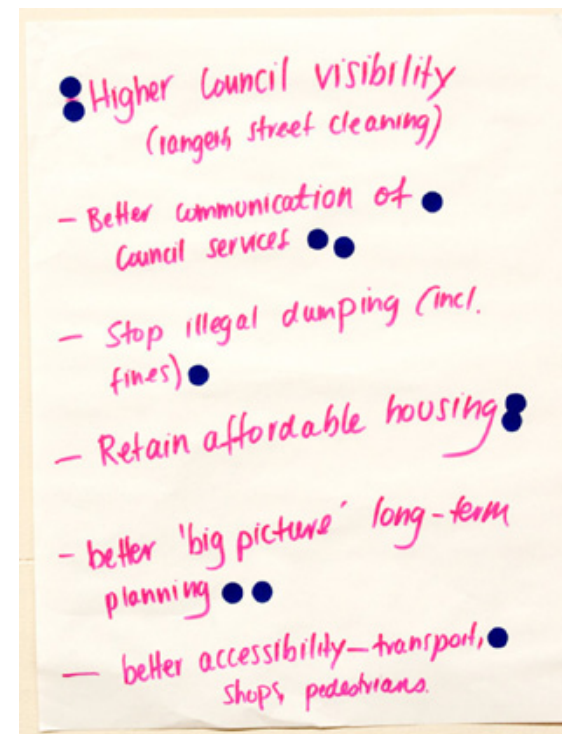 Higher Council visibility
(rangers, street cleaning)
- Better communication of
Council services
- Stop illegal dumping (incl.
fines)
- Retain affordable housing
- better 'big picture' long-term
planning
- better accessibility - transport,
shops, pedestrians.